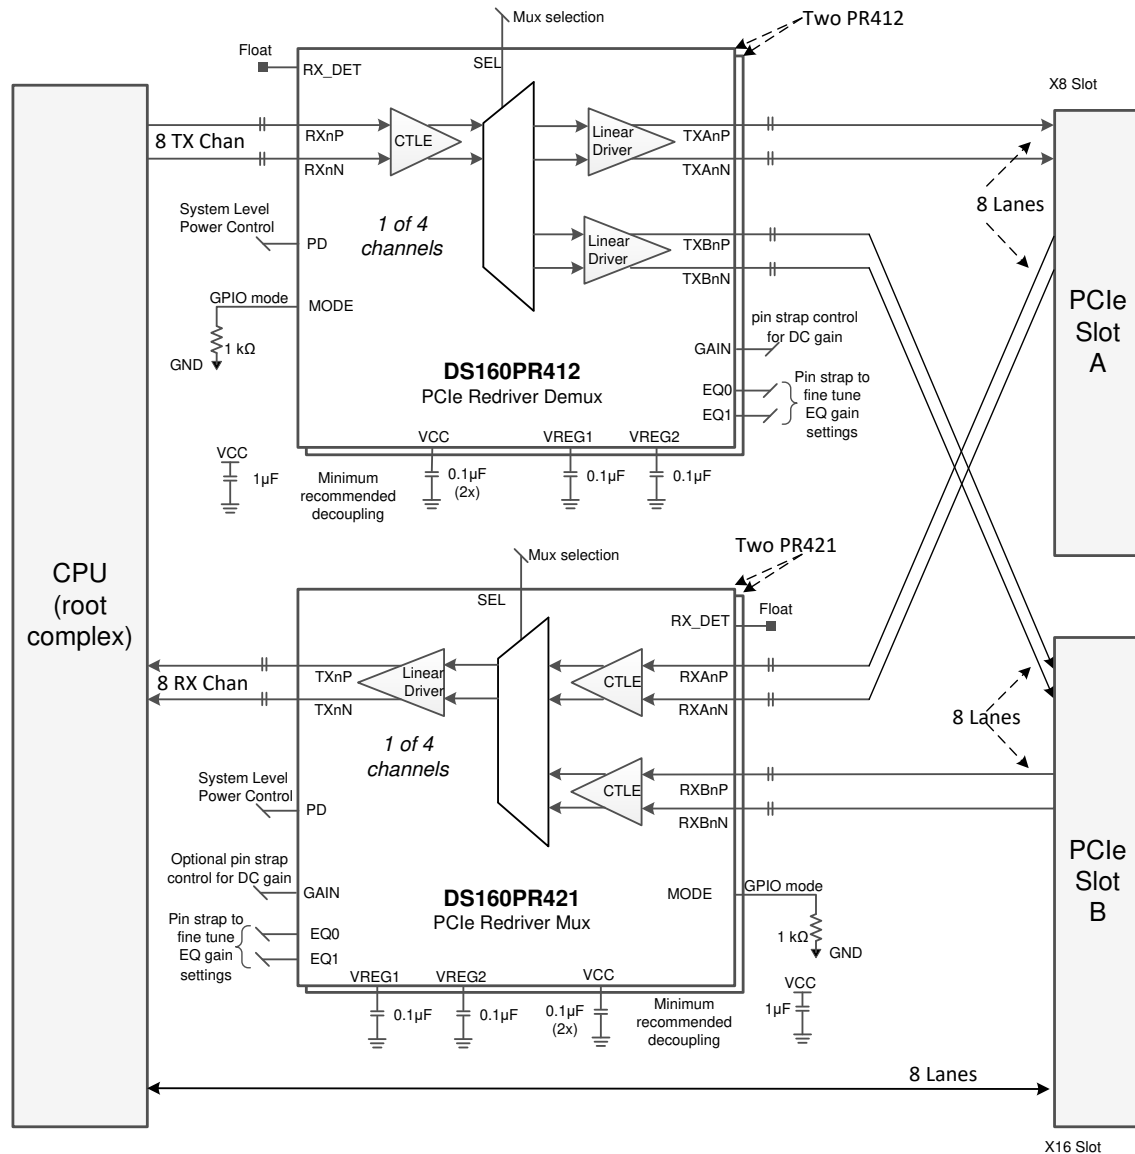 Mux selection
Two PR412
Float
SEL
RX_DET
X8 Slot
8 TX Chan
RXnP
RXnN
CTLE
Linear
Driver
TXAnP
TXAnN
8 Lanes
System Level
Power Control
PD
1 of 4
channels
Linear
Driver
TXBnP
TXBnN
GPIO mode
MODE
1 kΩ
GND
pin strap control
for DC gain
GAIN
DS160PR412
PCIe Redriver Demux
EQ0
EQ1
Pin strap to
fine tune
EQ gain
settings
PCIe
Slot
A
VCC
VREG1
VREG2
VCC
1µF
Minimum
recommended
decoupling
0.1µF
(2x)
0.1µF
0.1µF
CPU
(root
complex)
Mux selection
Two PR421
SEL
RX_DET
Float
8 RX Chan
TXnP
TXnN
Linear
Driver
CTLE
RXAnP
RXAnN
8 Lanes
1 of 4
channels
CTLE
RXBnP
RXBnN
System Level
Power Control
PD
Optional pin strap
control for DC gain
GAIN
DS160PR421
PCIe Redriver Mux
MODE
GPIO mode
1 kΩ
GND
Pin strap to
fine tune
EQ gain
settings
EQ0
EQ1
PCIe
Slot
B
VREG1
VREG2
VCC
0.1µF
0.1µF
0.1µF
(2x)
Minimum
recommended
decoupling
VCC
1µF
8 Lanes
X16 Slot